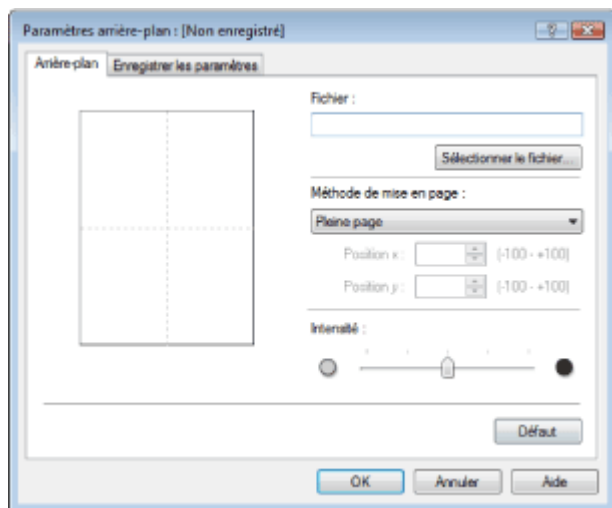 Paramètres arrière-plan : [Non enregistré]
Arrière-plan
Enregistrer les paramètres
Fichier :
Sélectionner le fichier...
Méthode de mise en page :
Pleine page
Position x : (-100 - +100)
Position y : (-100 - +100)
Intensité :
Défaut
OK Annuler Aide